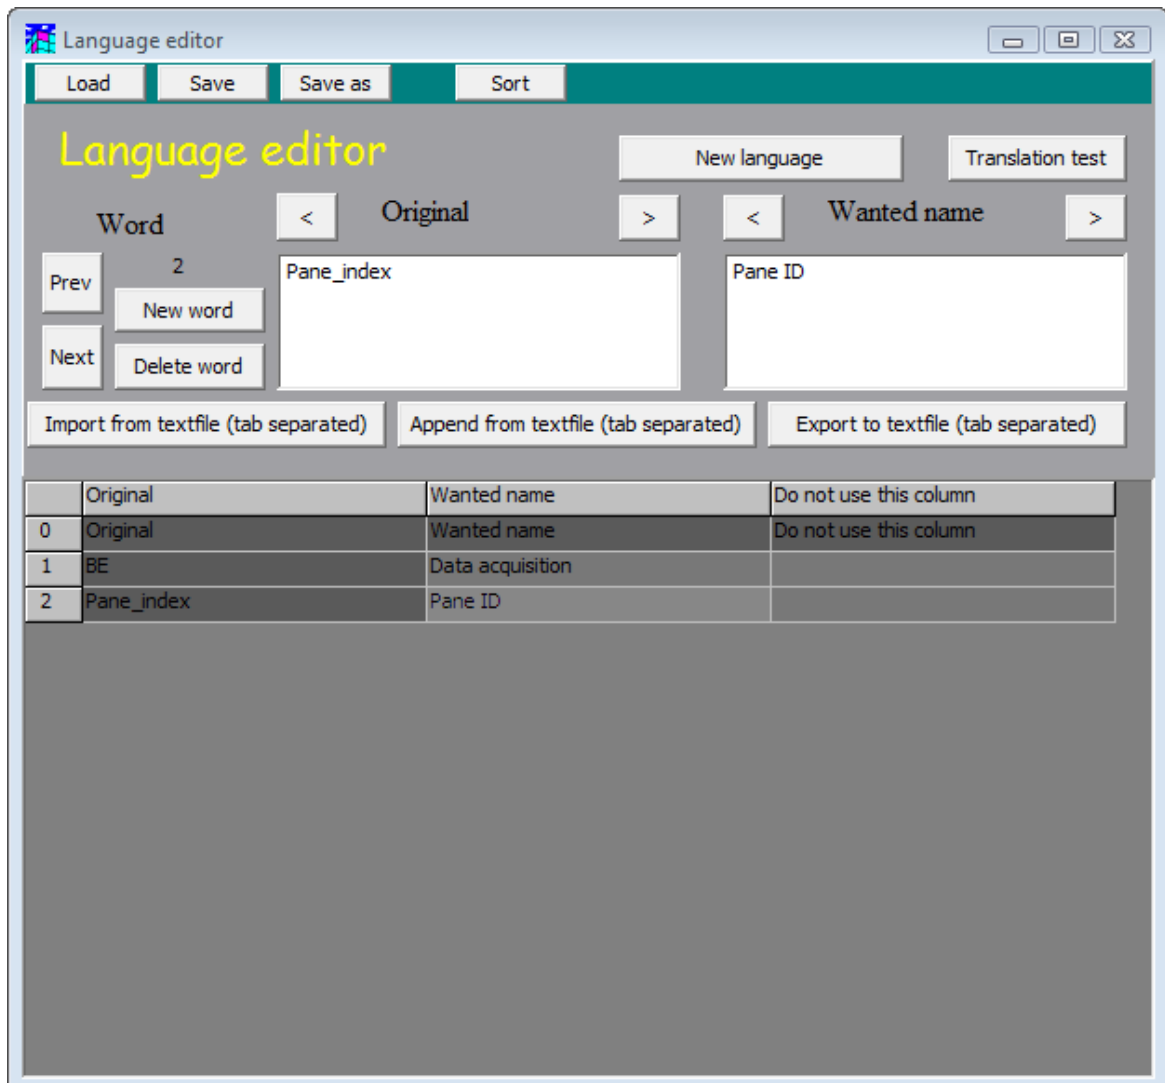 Language editor
Load Save Save as Sort
Language editor
New language Translation test
Word < Original > < Wanted name >
2
Prev
New word
Next
Delete word
Pane_index
Pane ID
Import from textfile (tab separated) Append from textfile (tab separated) Export to textfile (tab separated)
Original Wanted name Do not use this column
0 Original Wanted name Do not use this column
1 BE Data acquisition
2 Pane_index Pane ID